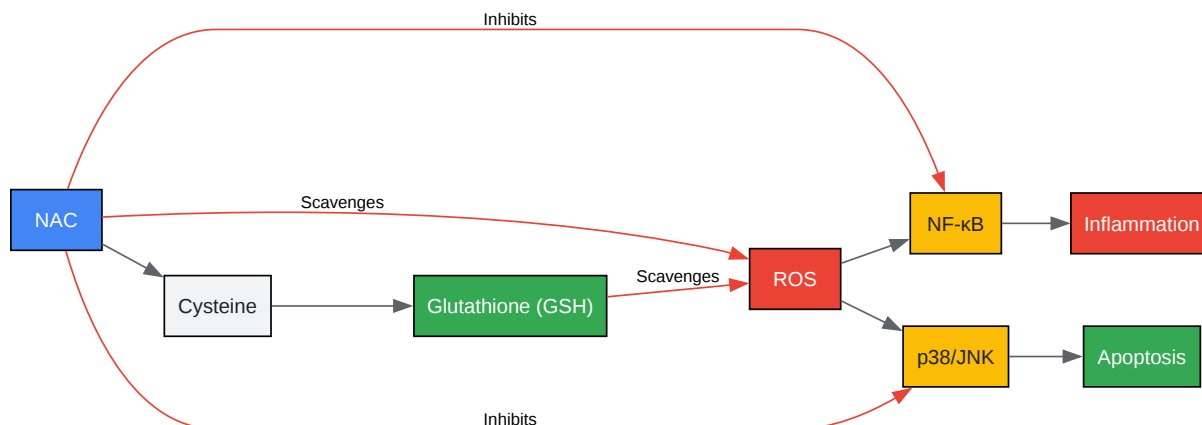 Inhibits
NAC
Scavenges
NF-κB
Inflammation
Cysteine
Glutathione (GSH)
Scavenges
ROS
p38/JNK
Apoptosis
Inhibits